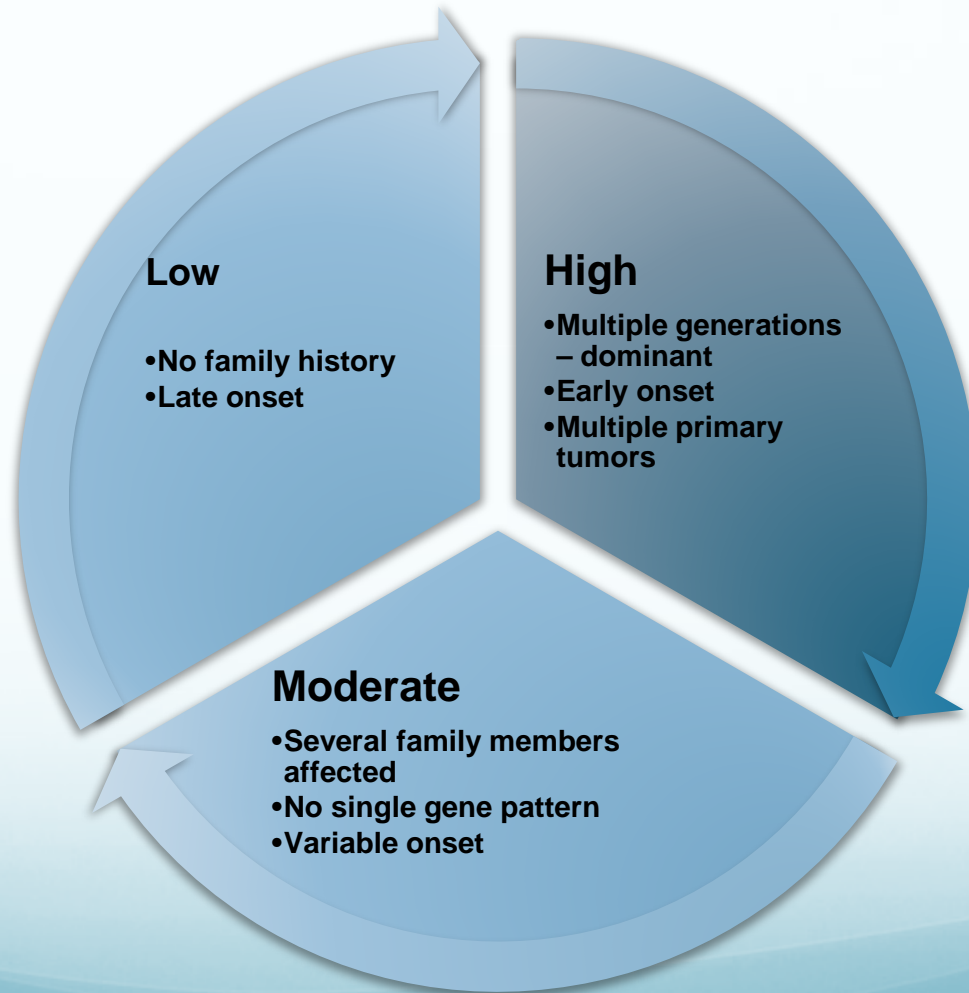 Low
•No family history
•Late onset
High
•Multiple generations
– dominant
•Early onset
•Multiple primary
tumors
Moderate
•Several family members
affected
•No single gene pattern
•Variable onset